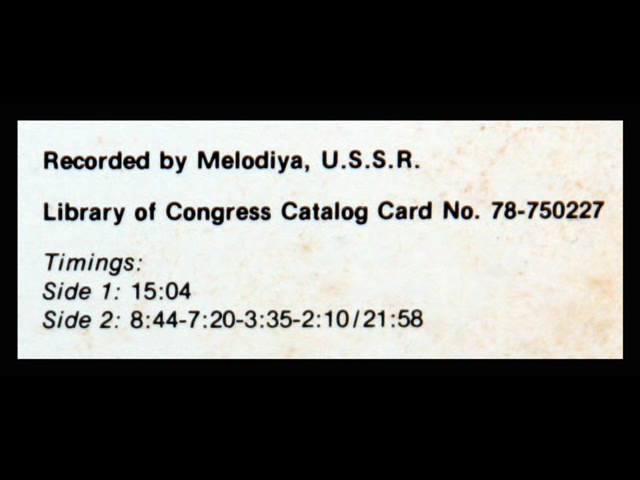 Recorded by Melodiya, U.S.S.R.
Library of Congress Catalog Card No. 78-750227
Timings:
Side 1: 15:04
Side 2: 8:44-7:20-3:35-2:10/21:58